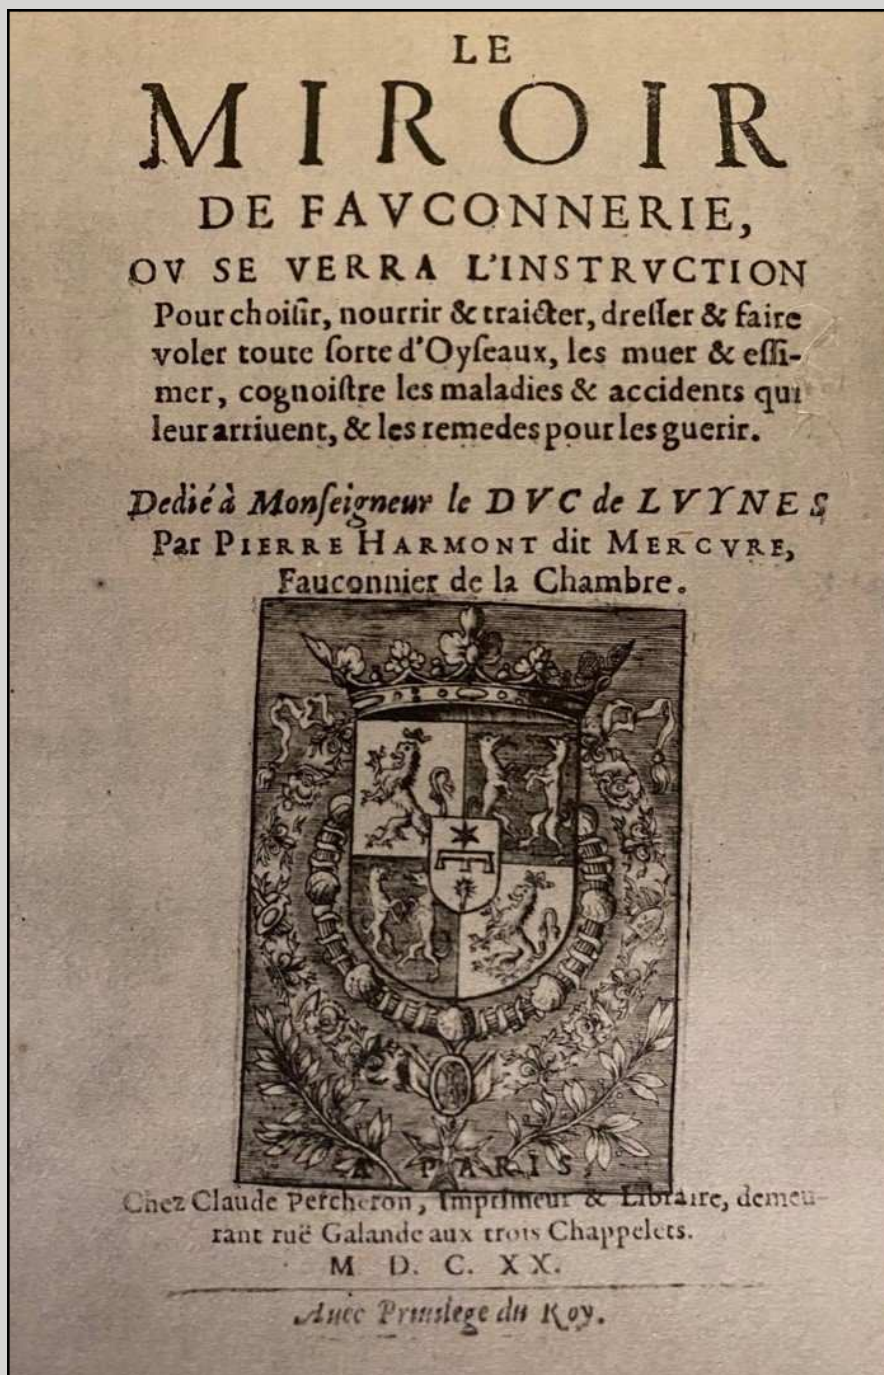 LE
MIROIR
DE FAVCONNERIE,
OV SE VERRA L'INSTRVCTION
Pour choiſir, nourrir & traicter, dreſſer & faire
voler toute ſorte d'Oyſeaux, les muer & eſſi-
mer, cognoiſtre les maladies & accidents qui
leur arriuent, & les remedes pour les guerir.
Dedié à Monſeigneur le DVC de LVYNES
Par PIERRE HARMONT dit MERCVRE,
Fauconnier de la Chambre.
A PARIS,
Chez Claude Percheron, Imprimeur & Libraire, demeu-
rant ruë Galande aux trois Chappelets.
M D. C. XX.
Auec Priuilege du Roy.